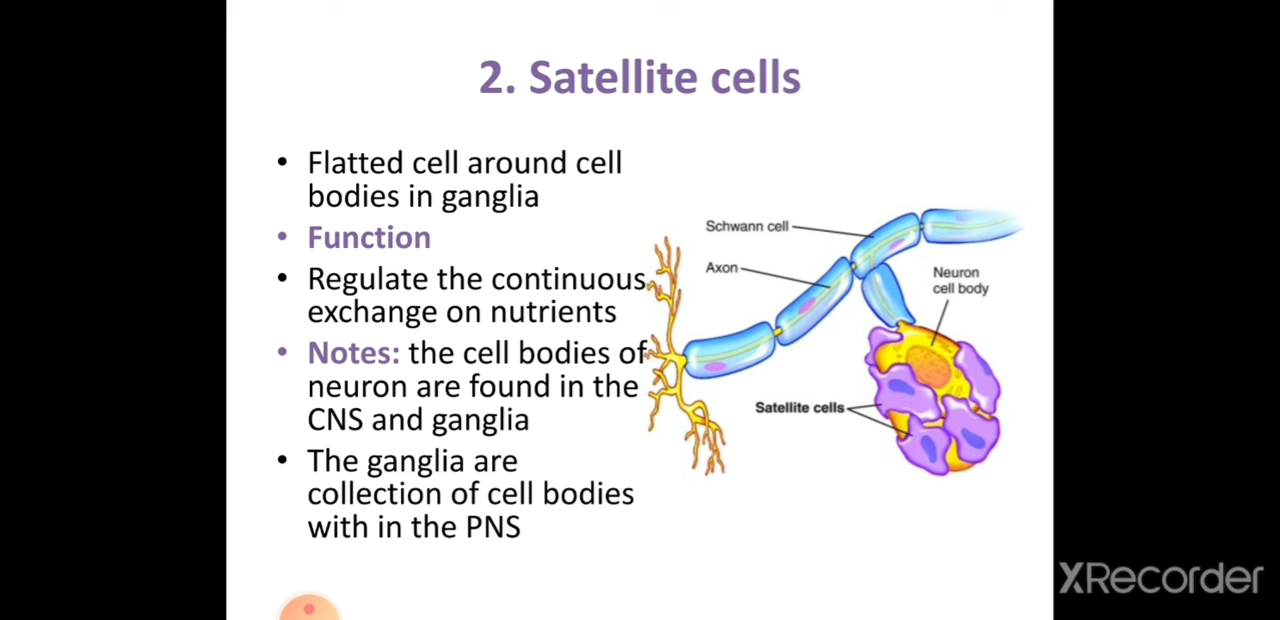 2. Satellite cells
• Flatted cell around cell
bodies in ganglia
• Function
• Regulate the continuous
exchange on nutrients
• Notes: the cell bodies of
neuron are found in the
CNS and ganglia
• The ganglia are
collection of cell bodies
with in the PNS
Schwann cell
Axon
Neuron
cell body
Satellite cells
XRecorder